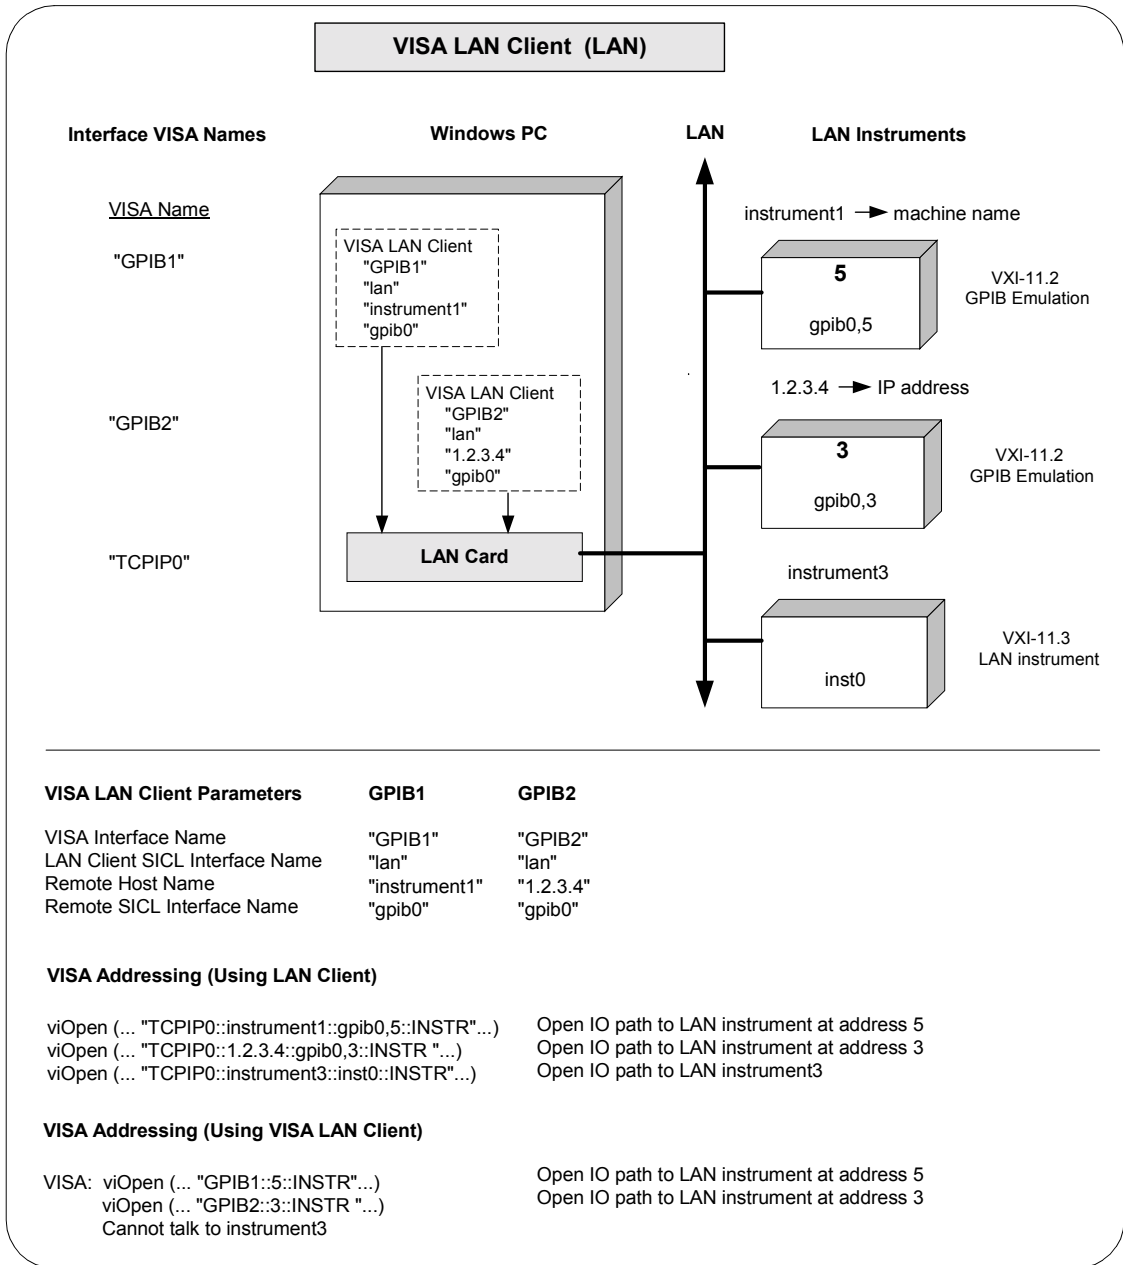 VISA LAN Client (LAN)
Interface VISA Names
Windows PC
LAN
LAN Instruments
VISA Name
"GPIB1"
"GPIB2"
"TCPIP0"
VISA LAN Client
"GPIB1"
"lan"
"instrument1"
"gpib0"
VISA LAN Client
"GPIB2"
"lan"
"1.2.3.4"
"gpib0"
LAN Card
instrument1 → machine name
5
gpib0,5
VXI-11.2
GPIB Emulation
1.2.3.4 → IP address
3
gpib0,3
VXI-11.2
GPIB Emulation
instrument3
inst0
VXI-11.3
LAN instrument
VISA LAN Client Parameters GPIB1 GPIB2
VISA Interface Name "GPIB1" "GPIB2"
LAN Client SICL Interface Name "lan" "lan"
Remote Host Name "instrument1" "1.2.3.4"
Remote SICL Interface Name "gpib0" "gpib0"
VISA Addressing (Using LAN Client)
viOpen (... "TCPIP0::instrument1::gpib0,5::INSTR"...) Open IO path to LAN instrument at address 5
viOpen (... "TCPIP0::1.2.3.4::gpib0,3::INSTR "...) Open IO path to LAN instrument at address 3
viOpen (... "TCPIP0::instrument3::inst0::INSTR"...) Open IO path to LAN instrument3
VISA Addressing (Using VISA LAN Client)
VISA: viOpen (... "GPIB1::5::INSTR"...) Open IO path to LAN instrument at address 5
viOpen (... "GPIB2::3::INSTR "...) Open IO path to LAN instrument at address 3
Cannot talk to instrument3